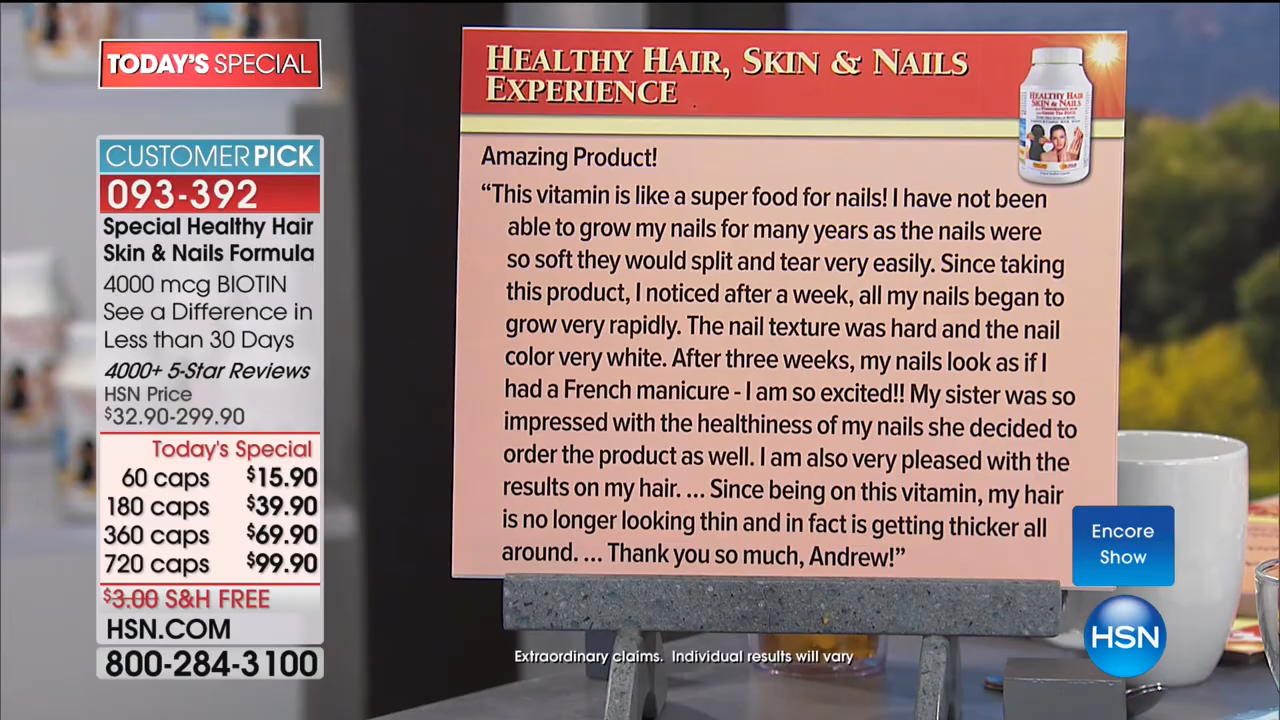 TODAY'S SPECIAL
CUSTOMER PICK
093-392
Special Healthy Hair
Skin & Nails Formula
4000 mcg BIOTIN
See a Difference in
Less than 30 Days
4000+ 5-Star Reviews
HSN Price
$32.90-299.90
Today's Special
60 caps $15.90
180 caps $39.90
360 caps $69.90
720 caps $99.90
$3.00 S&H FREE
HSN.COM
800-284-3100
HEALTHY HAIR, SKIN & NAILS
EXPERIENCE
HEALTHY HAIR
SKIN & NAILS
Amazing Product!
“This vitamin is like a super food for nails! I have not been
able to grow my nails for many years as the nails were
so soft they would split and tear very easily. Since taking
this product, I noticed after a week, all my nails began to
grow very rapidly. The nail texture was hard and the nail
color very white. After three weeks, my nails look as if I
had a French manicure - I am so excited!! My sister was so
impressed with the healthiness of my nails she decided to
order the product as well. I am also very pleased with the
results on my hair. ... Since being on this vitamin, my hair
is no longer looking thin and in fact is getting thicker all
around. ... Thank you so much, Andrew!”
Encore
Show
HSN
Extraordinary claims. Individual results will vary